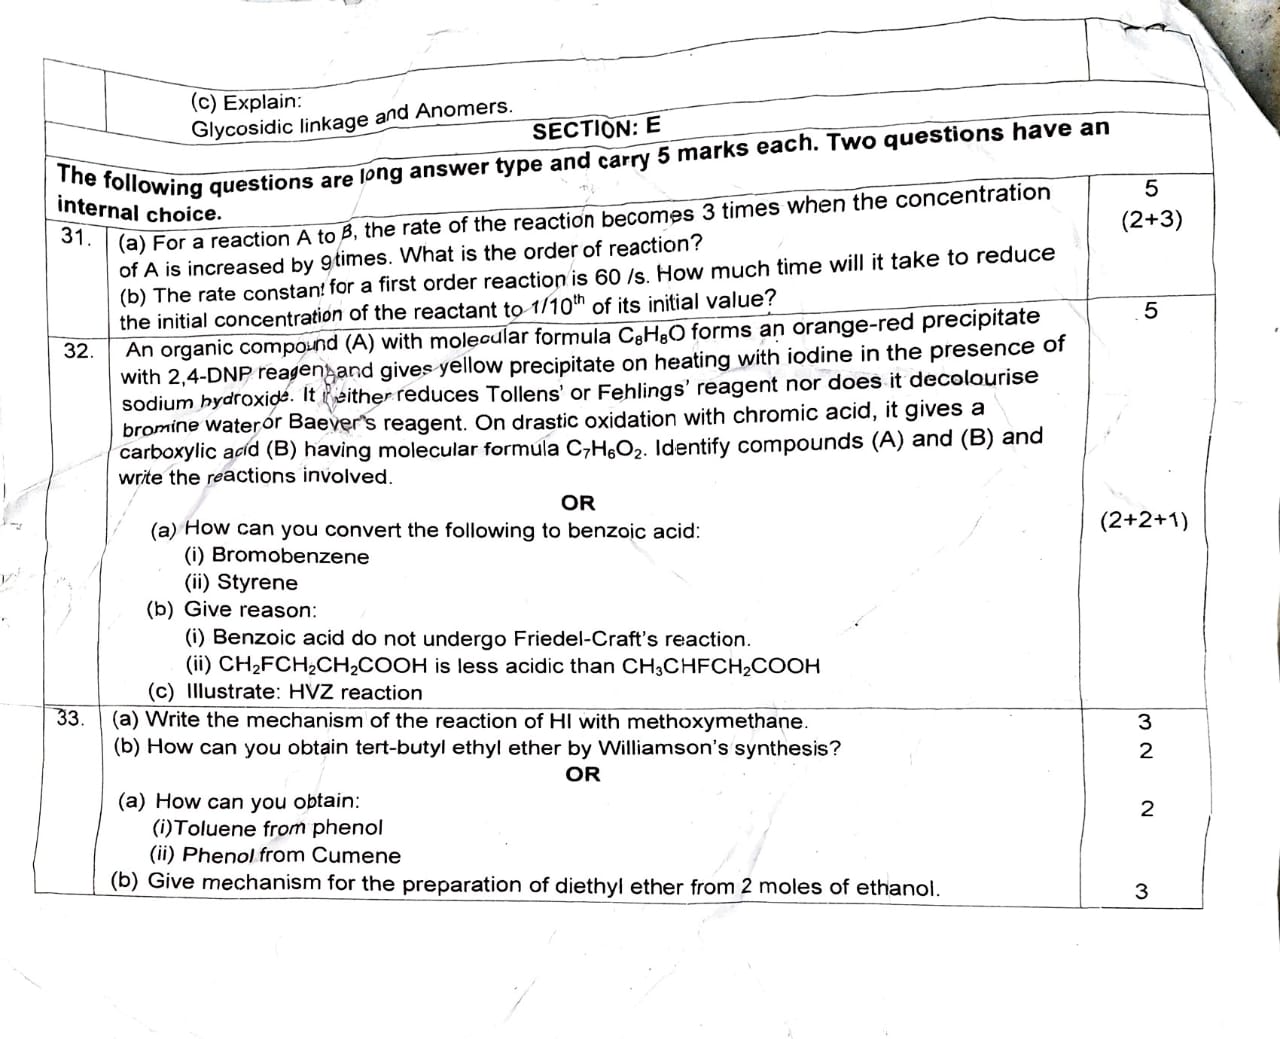 (c) Explain:
Glycosidic linkage and Anomers.
SECTION: E
The following questions are long answer type and carry 5 marks each. Two questions have an
internal choice.
31. (a) For a reaction A to B, the rate of the reaction becomes 3 times when the concentration
of A is increased by 9 times. What is the order of reaction?
(b) The rate constant for a first order reaction is 60 /s. How much time will it take to reduce
the initial concentration of the reactant to 1/10th of its initial value?
5
(2+3)
32. An organic compound (A) with molecular formula C₈H₈O forms an orange-red precipitate
with 2,4-DNP reagent and gives yellow precipitate on heating with iodine in the presence of
sodium hydroxide. It neither reduces Tollens' or Fehlings' reagent nor does it decolourise
bromine water or Baeyer's reagent. On drastic oxidation with chromic acid, it gives a
carboxylic acid (B) having molecular formula C₇H₆O₂. Identify compounds (A) and (B) and
write the reactions involved.
5
OR
(a) How can you convert the following to benzoic acid:
(i) Bromobenzene
(ii) Styrene
(b) Give reason:
(i) Benzoic acid do not undergo Friedel-Craft's reaction.
(ii) CH₂FCH₂CH₂COOH is less acidic than CH₃CHFCH₂COOH
(c) Illustrate: HVZ reaction
(2+2+1)
33. (a) Write the mechanism of the reaction of HI with methoxymethane. 3
(b) How can you obtain tert-butyl ethyl ether by Williamson's synthesis? 2
OR
(a) How can you obtain: 2
(i)Toluene from phenol
(ii) Phenol from Cumene
(b) Give mechanism for the preparation of diethyl ether from 2 moles of ethanol. 3